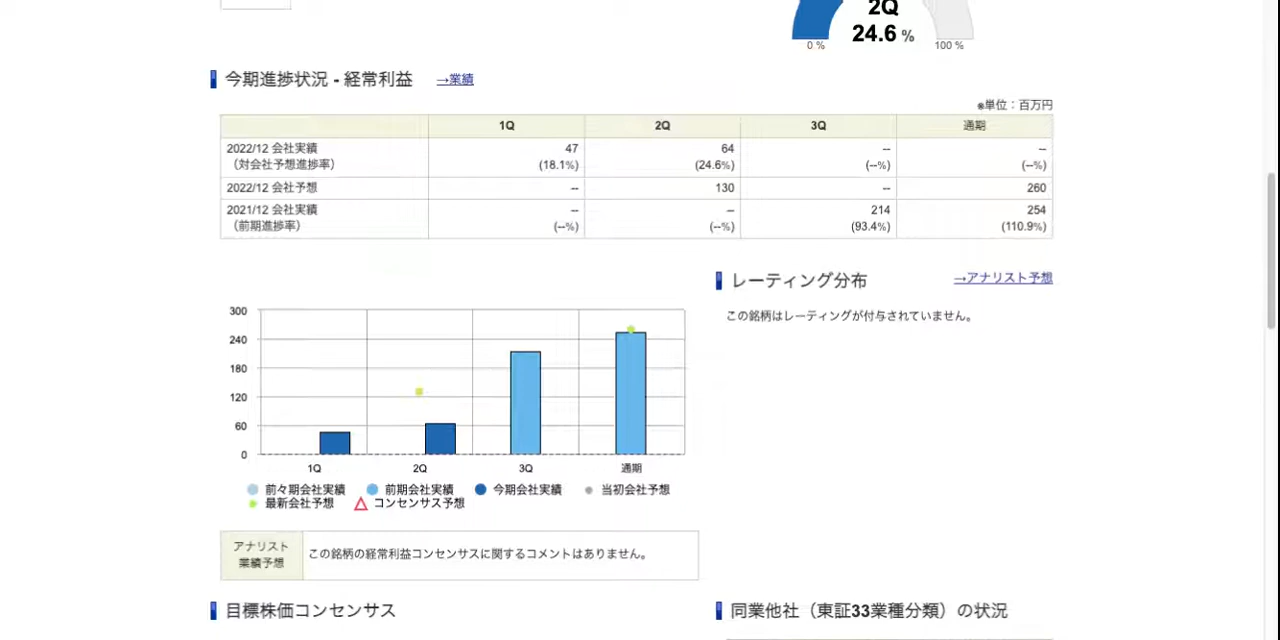 2Q
24.6 %
0 %
100 %
今期進捗状況 - 経常利益 →業績
※単位：百万円
1Q 2Q 3Q 通期
2022/12 会社実績 47 64 -- --
（対会社予想進捗率） (18.1%) (24.6%) (--%) (--%)
2022/12 会社予想 -- 130 -- 260
2021/12 会社実績 -- -- 214 254
（前期進捗率） (--%) (--%) (93.4%) (110.9%)
レーティング分布 →アナリスト予想
この銘柄はレーティングが付与されていません。
300
240
180
120
60
0
1Q 2Q 3Q 通期
前々期会社実績 前期会社実績 今期会社実績 当初会社予想
最新会社予想 コンセンサス予想
アナリスト
業績予想
この銘柄の経常利益コンセンサスに関するコメントはありません。
目標株価コンセンサス
同業他社（東証33業種分類）の状況